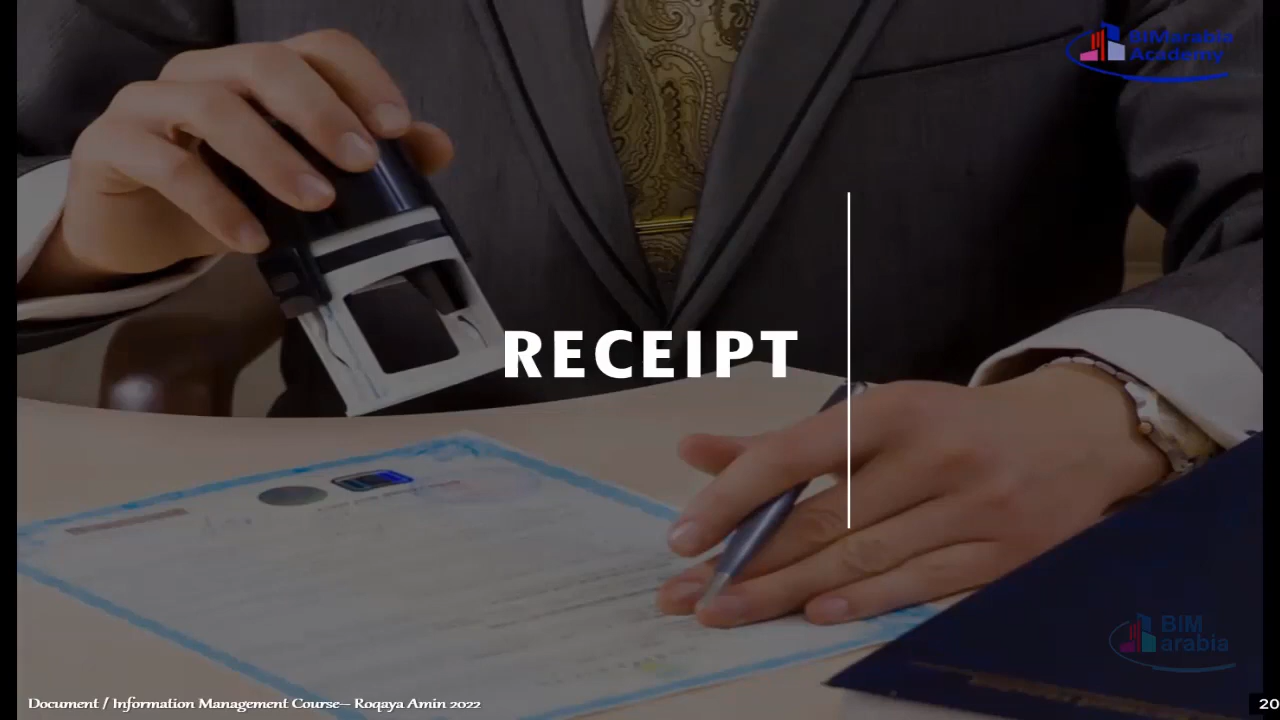 BIMarabia
Academy
RECEIPT
BIM
arabia
Document / Information Management Course– Roqaya Amin 2022
20